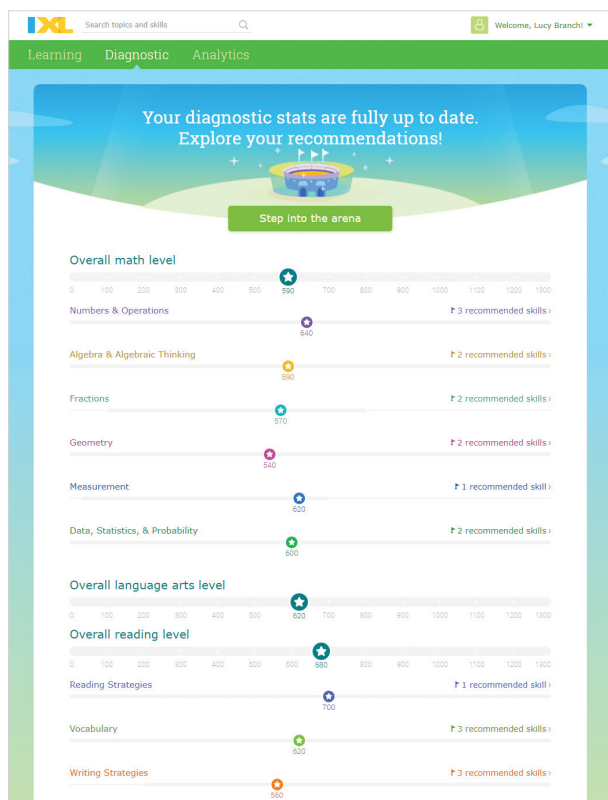 IXL Search topics and skills Welcome, Lucy Branch!
Learning Diagnostic Analytics
Your diagnostic stats are fully up to date.
Explore your recommendations!
Step into the arena
Overall math level
0 100 200 300 400 500 590 700 800 900 1000 1100 1200 1300
Numbers & Operations 3 recommended skills ›
640
Algebra & Algebraic Thinking 2 recommended skills ›
590
Fractions 2 recommended skills ›
570
Geometry 2 recommended skills ›
540
Measurement 1 recommended skill ›
620
Data, Statistics, & Probability 2 recommended skills ›
600
Overall language arts level
0 100 200 300 400 500 620 700 800 900 1000 1100 1200 1300
Overall reading level
0 100 200 300 400 500 600 680 800 900 1000 1100 1200 1300
Reading Strategies 1 recommended skill ›
700
Vocabulary 3 recommended skills ›
620
Writing Strategies 3 recommended skills ›
560